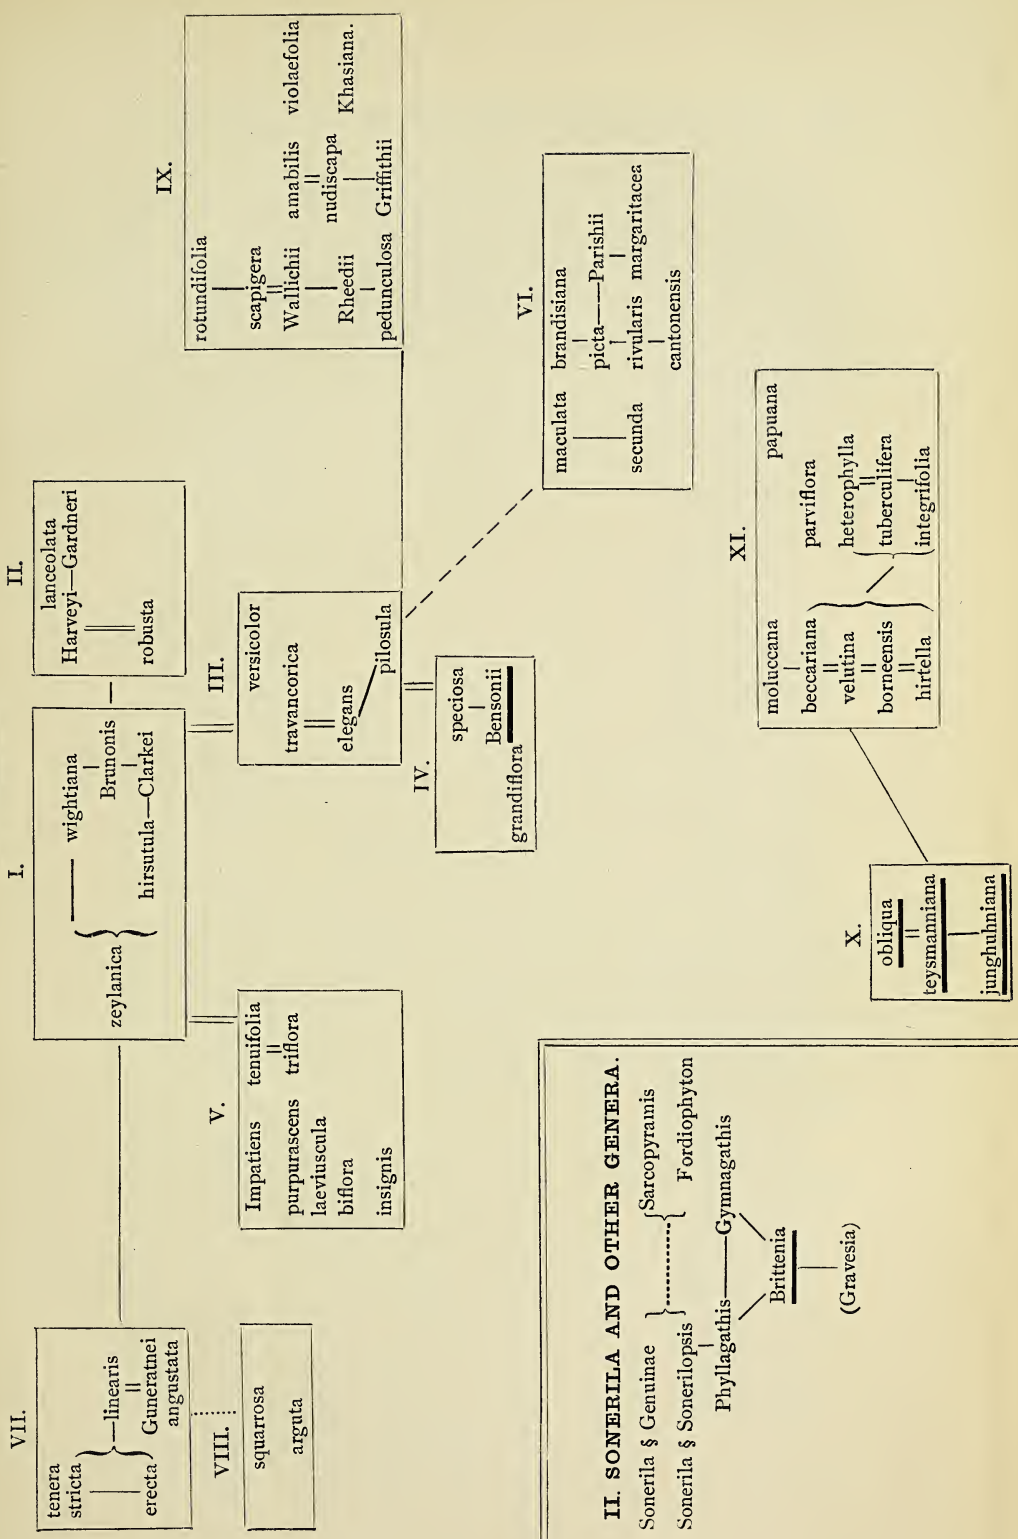 I.
zeylanica
wightiana
Brunonis
hirsutula—Clarkei
II.
lanceolata
Harveyi—Gardneri
robusta
III.
versicolor
travancorica
elegans
pilosula
IV.
speciosa
Bensonii
grandiflora
V.
Impatiens tenuifolia
purpurascens triflora
laeviuscula
biflora
insignis
VI.
maculata brandisiana
picta—Parishii
secunda rivularis margaritacea
cantonensis
VII.
tenera
stricta
—linearis
erecta Guneratnei
angustata
VIII.
squarrosa
arguta
IX.
rotundifolia
scapigera
Wallichii amabilis violaefolia
Rheedii nudiscapa Khasiana.
pedunculosa Griffithii
X.
obliqua
teysmanniana
junghuhniana
XI.
moluccana papuana
beccariana parviflora
velutina heterophylla
borneensis tuberculifera
hirtella integrifolia
II. SONERILA AND OTHER GENERA.
Sonerila § Genuinae Sarcopyramis
Sonerila § Sonerilopsis Fordiophyton
Phyllagathis—Gymnagathis
Brittenia
(Gravesia)